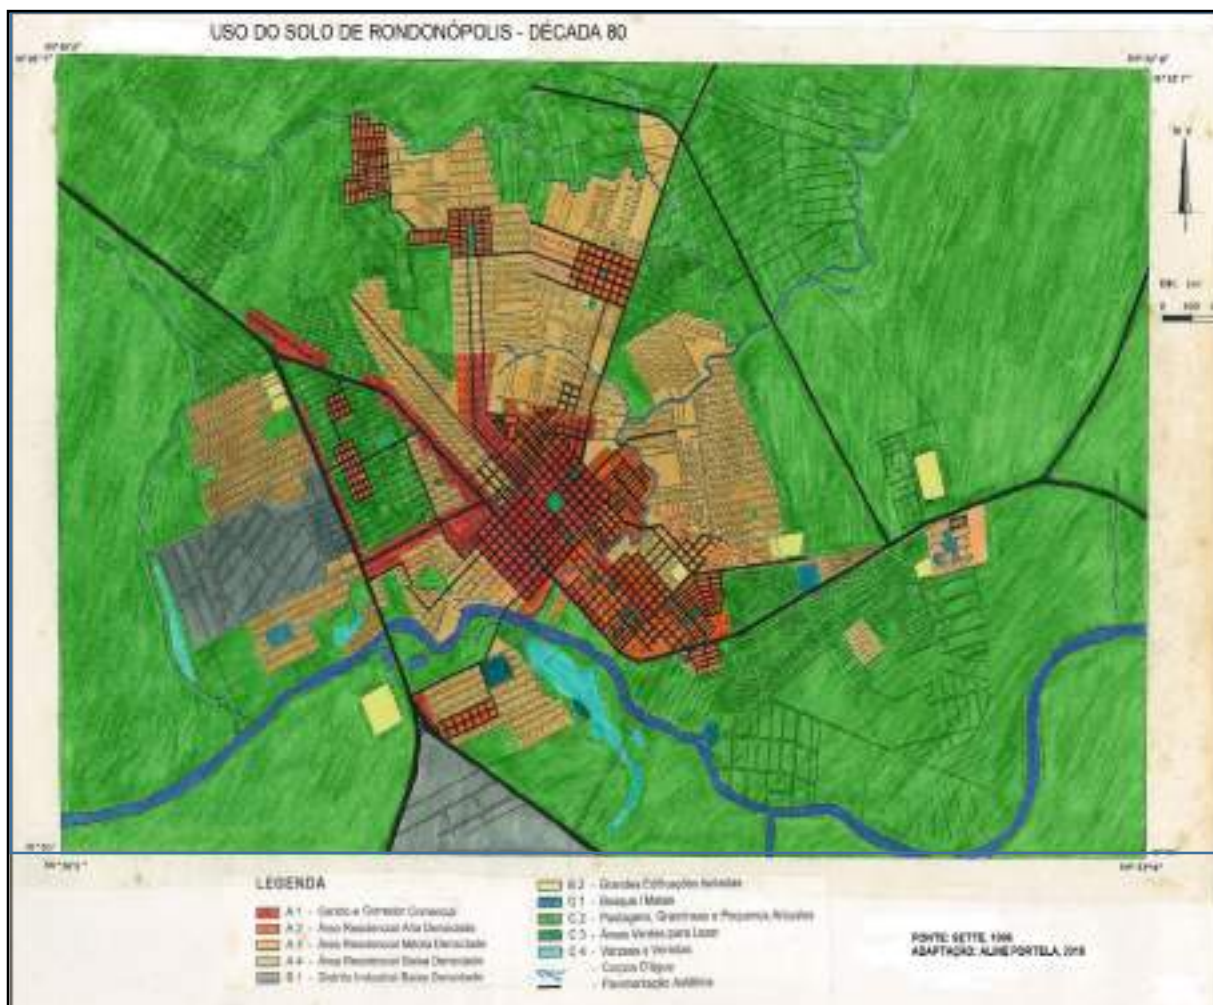 USO DO SOLO DE RONDONÓPOLIS - DÉCADA 80
LEGENDA
A 1 - Centro e Corredor Comercial
A 2 - Área Residencial Alta Densidade
A 3 - Área Residencial Média Densidade
A 4 - Área Residencial Baixa Densidade
B 1 - Distrito Industrial Baixa Densidade
B 2 - Grandes Edificações Isoladas
C 1 - Bosque / Matas
C 2 - Pastagens, Gramíneas e Pequenos Arbustos
C 3 - Áreas Verdes para Lazer
C 4 - Varzeas e Veredas
- Corpos D'água
- Pavimentação Asfáltica
FONTE: SETTE, 1996
ADAPTAÇÃO: ALINE PORTELA, 2018